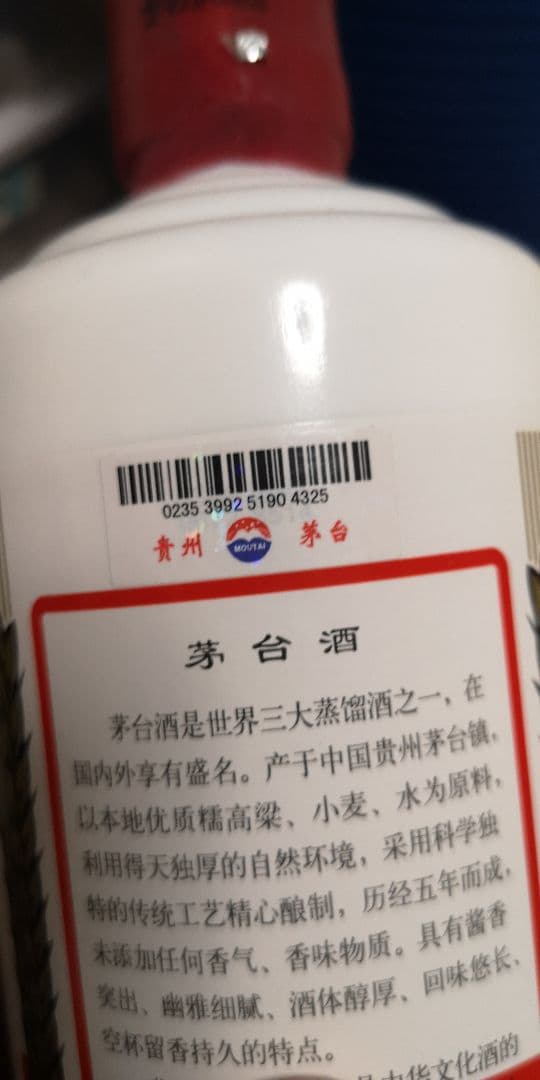 0235 3992 5190 4325
贵州 MOUTAI 茅台
茅台酒
茅台酒是世界三大蒸馏酒之一，在
国内外享有盛名。产于中国贵州茅台镇，
以本地优质糯高粱、小麦、水为原料，
利用得天独厚的自然环境，采用科学独
特的传统工艺精心酿制，历经五年而成，
未添加任何香气、香味物质。具有酱香
突出、幽雅细腻、酒体醇厚、回味悠长、
空杯留香持久的特点。
中华文化酒的